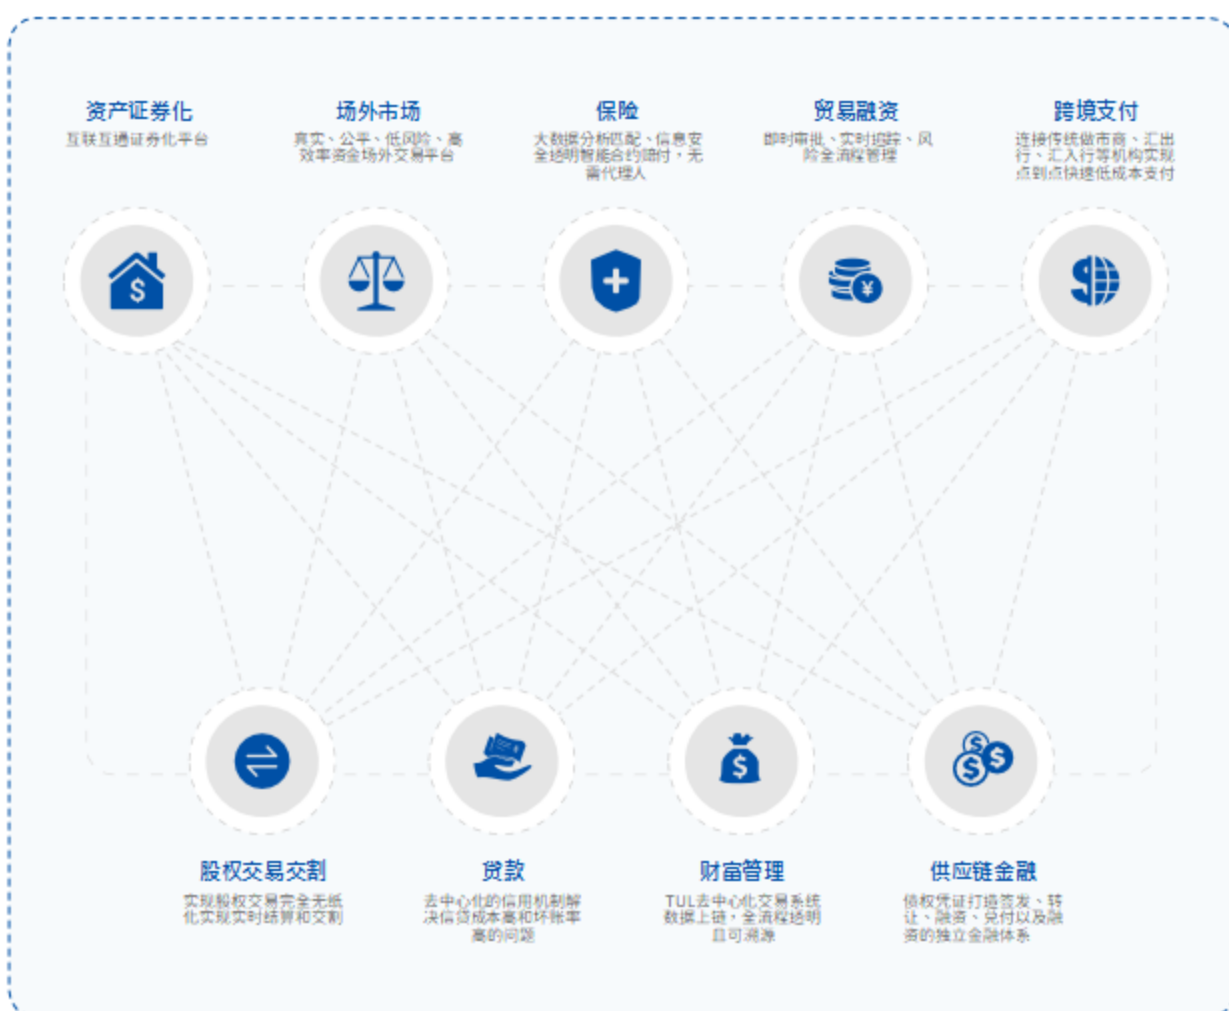 资产证券化
互联互通证券化平台
场外市场
真实、公平、低风险、高
效率资金场外交易平台
保险
大数据分析匹配、信息安
全透明智能合约赔付，无
需代理人
贸易融资
即时审批、实时追踪、风
险全流程管理
跨境支付
连接传统做市商、汇出
行、汇入行等机构实现
点到点快速低成本支付
股权交易交割
实现股权交易完全无纸
化实现实时结算和交割
贷款
去中心化的信用机制解
决信贷成本高和坏账率
高的问题
财富管理
TUL去中心化交易系统
数据上链，全流程透明
且可溯源
供应链金融
债权凭证打造签发、转
让、融资、兑付以及融
资的独立金融体系